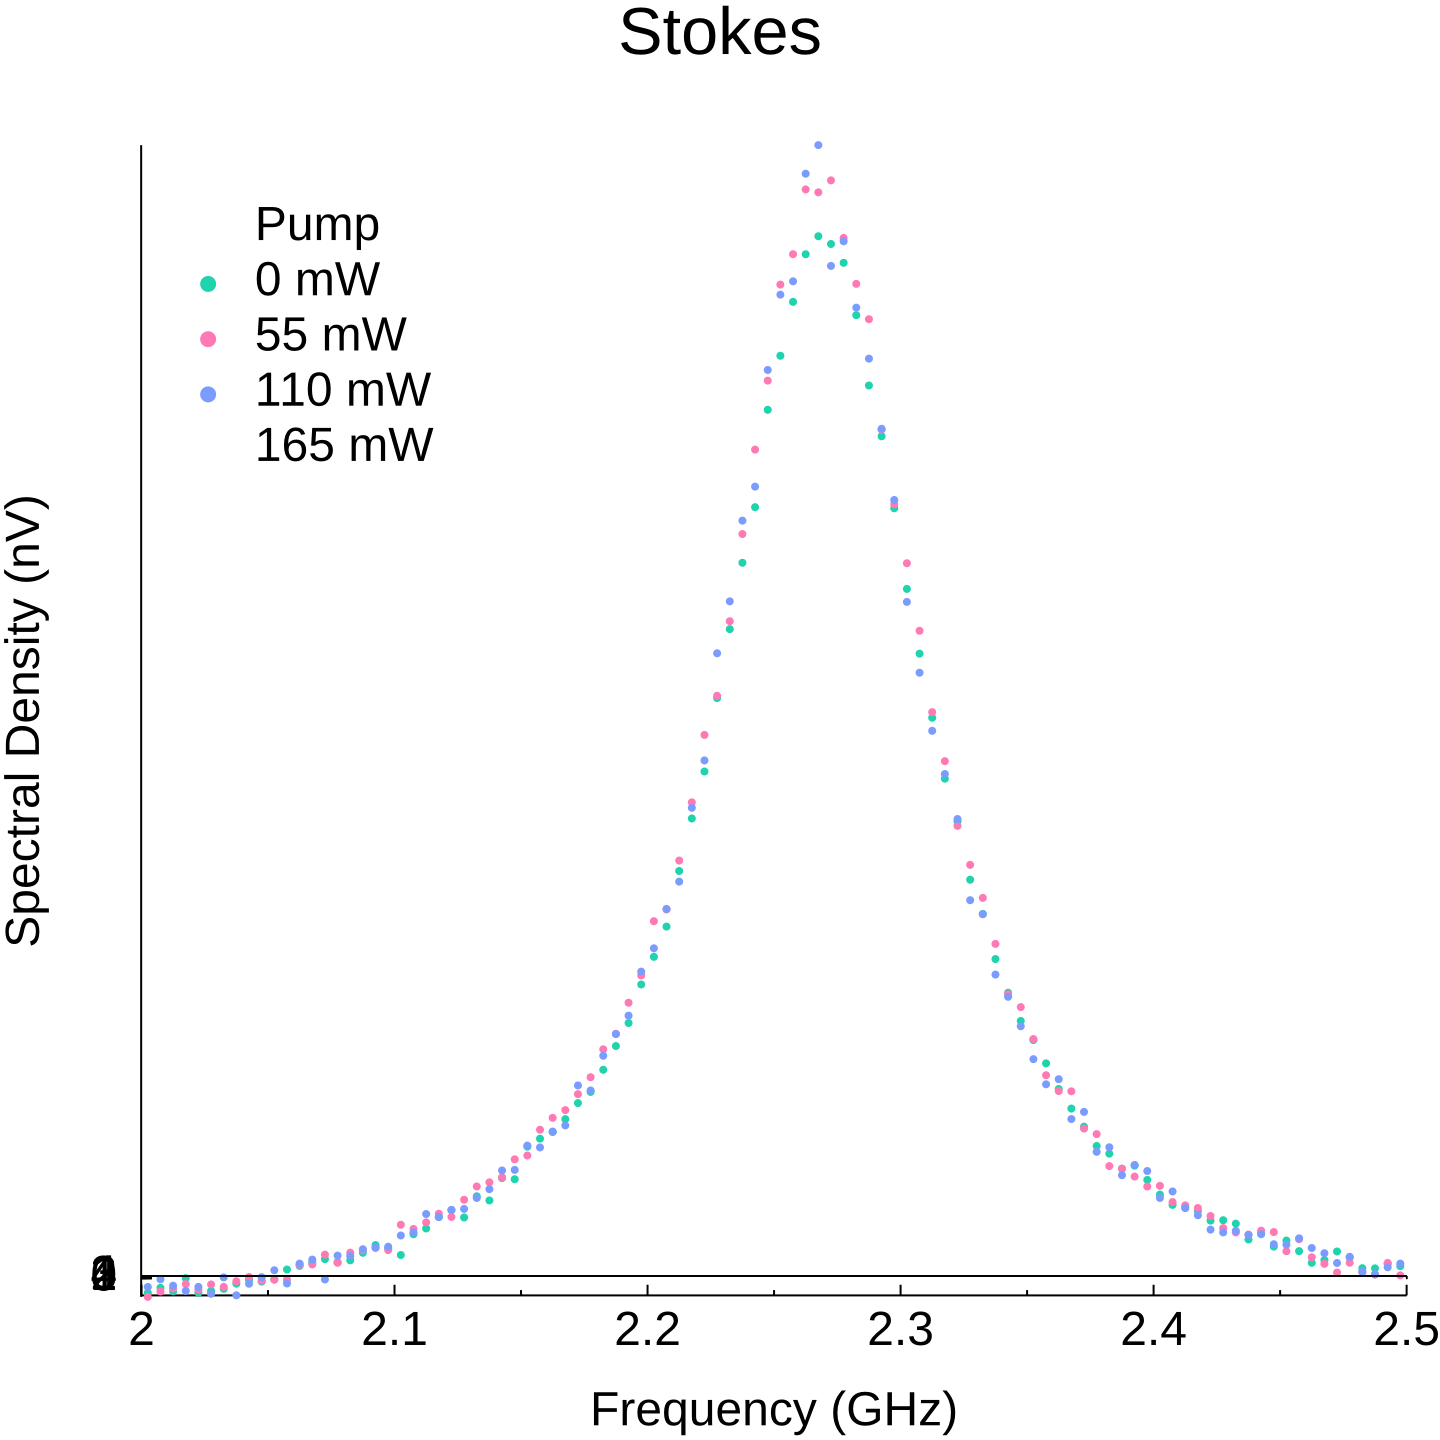 Stokes
Pump
0 mW
55 mW
110 mW
165 mW
Spectral Density (nV)
2 2.1 2.2 2.3 2.4 2.5
Frequency (GHz)